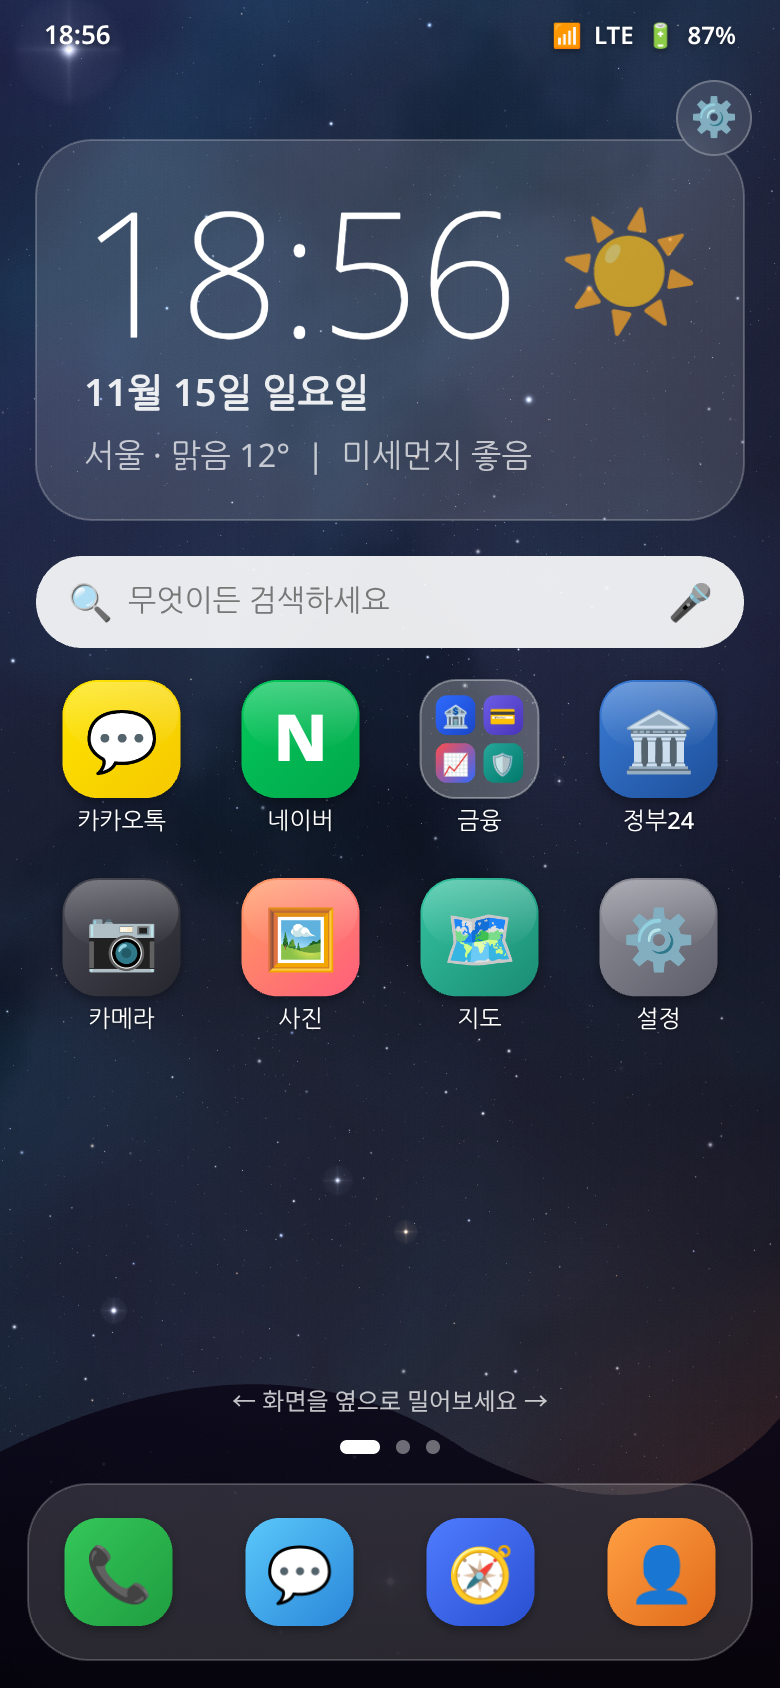 18:56 LTE 87%
18:56
11월 15일 일요일
서울 · 맑음 12° | 미세먼지 좋음
무엇이든 검색하세요
N
카카오톡 네이버 금융 정부24
카메라 사진 지도 설정
← 화면을 옆으로 밀어보세요 →